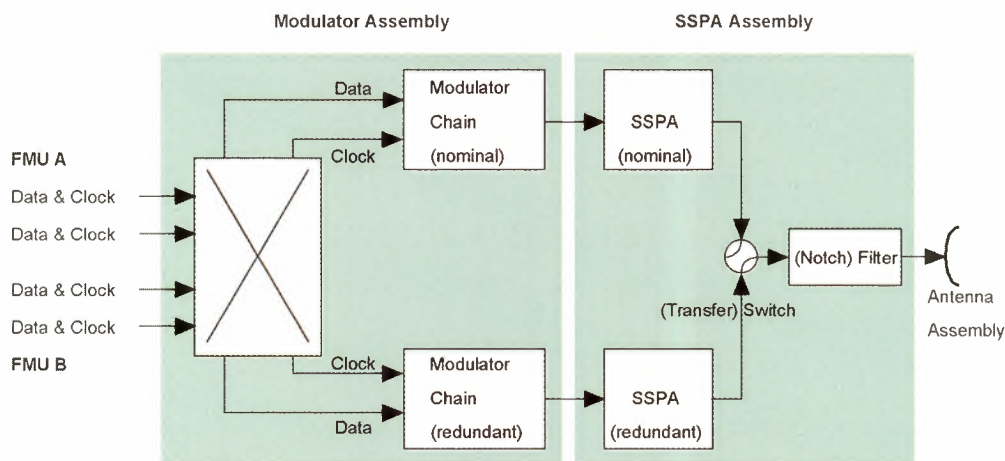 Modulator Assembly
SSPA Assembly
Data
Modulator
Chain
(nominal)
Clock
SSPA
(nominal)
FMU A
Data & Clock
Data & Clock
Data & Clock
Data & Clock
FMU B
(Notch) Filter
(Transfer) Switch
Antenna
Assembly
Clock
Modulator
Chain
(redundant)
Data
SSPA
(redundant)